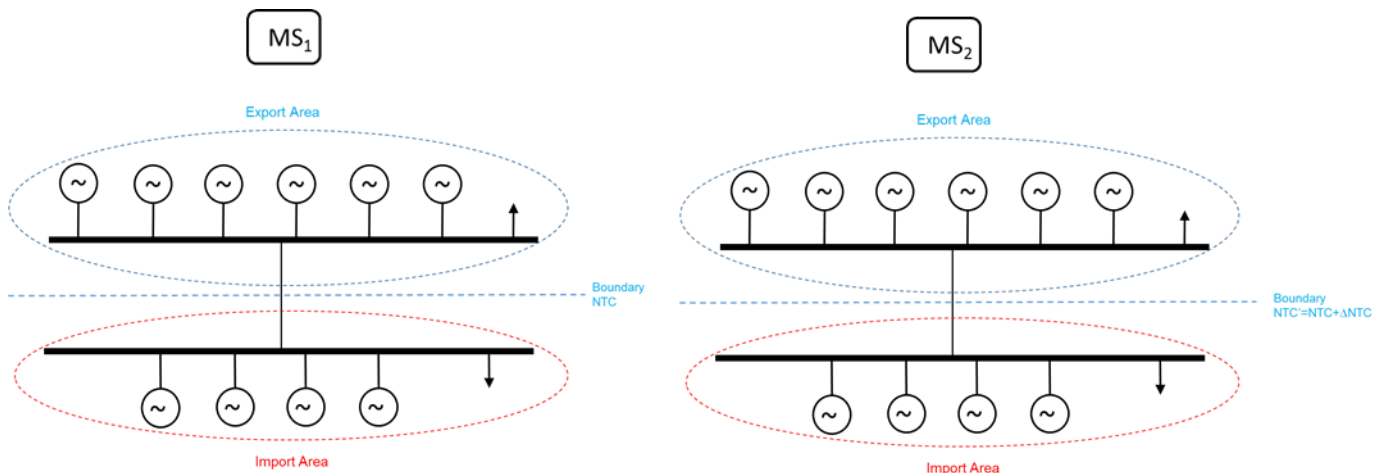 MS₁
Export Area
~ ~ ~ ~ ~ ~
Boundary
NTC
~ ~ ~ ~
Import Area
MS₂
Export Area
~ ~ ~ ~ ~ ~
Boundary
NTC'=NTC+ΔNTC
~ ~ ~ ~
Import Area